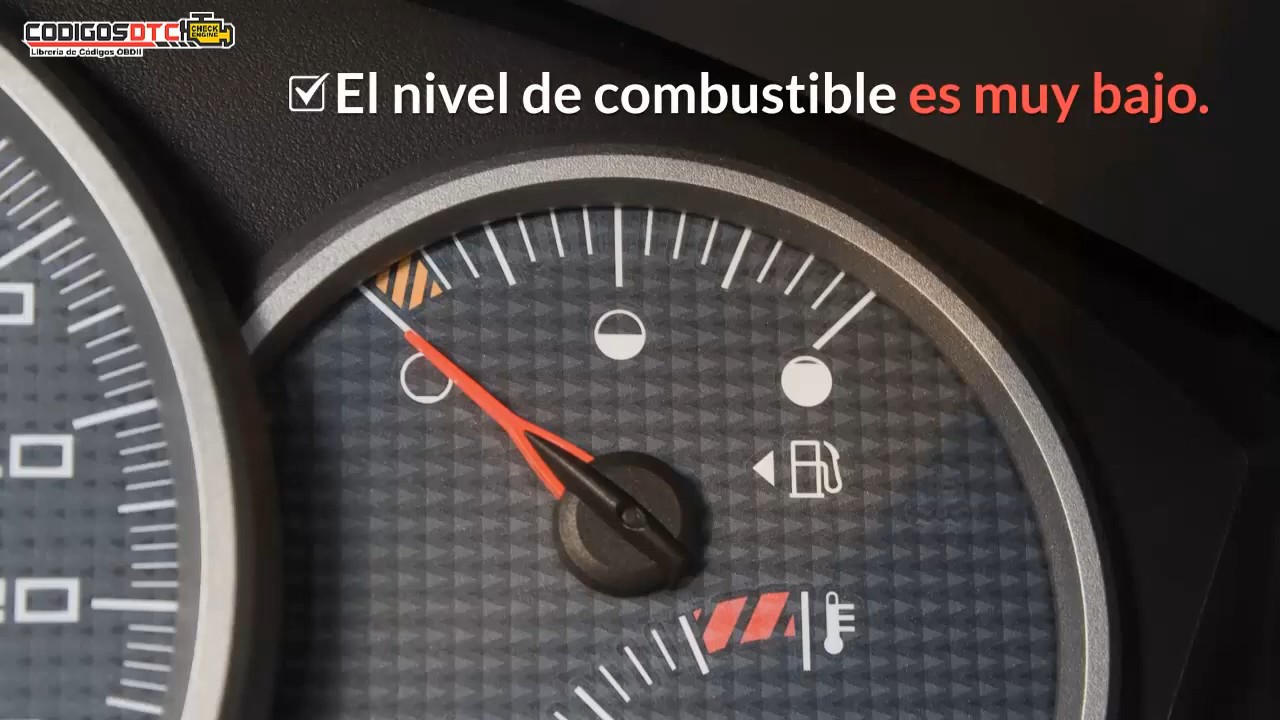 CODIGOSDTC
CHECK
ENGINE
Librería de Códigos OBDII
El nivel de combustible es muy bajo.